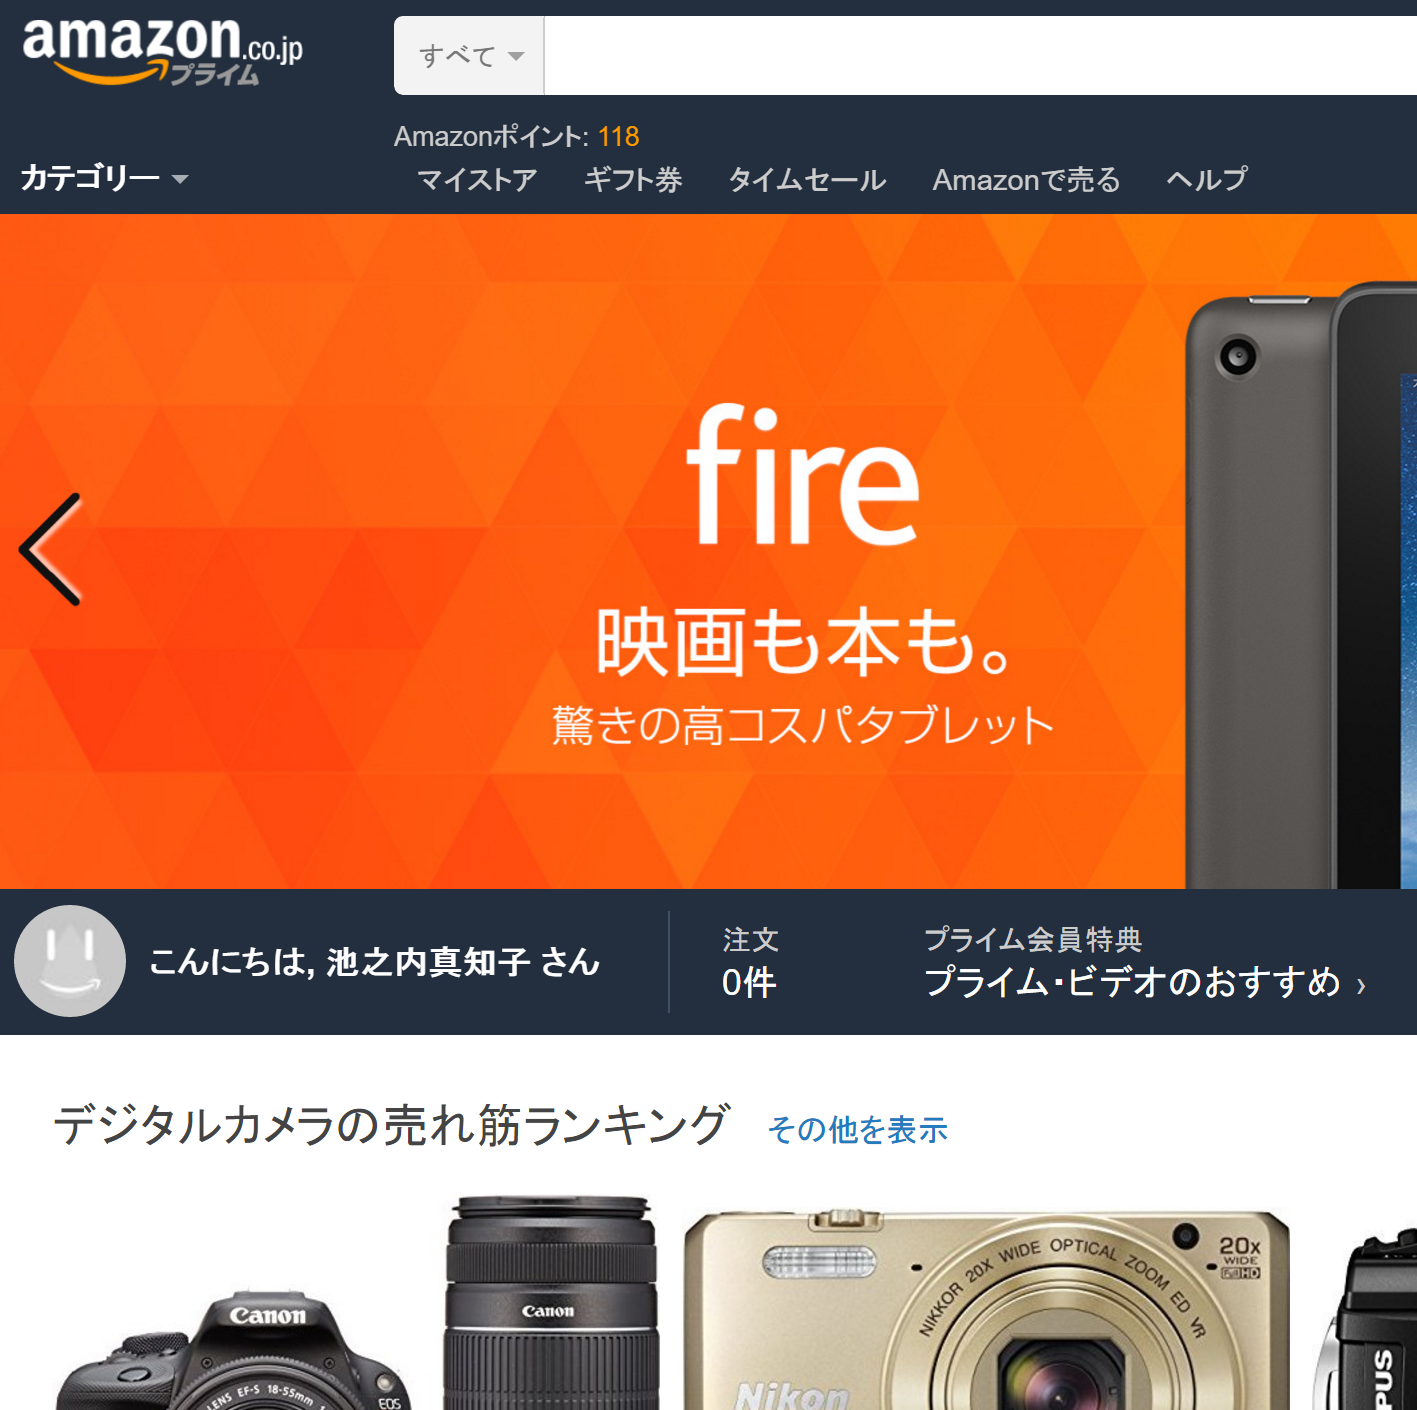 amazon.co.jp
プライム
すべて
Amazonポイント: 118
カテゴリー
マイストア ギフト券 タイムセール Amazonで売る ヘルプ
fire
映画も本も。
驚きの高コスパタブレット
こんにちは, 池之内真知子 さん
注文
0件
プライム会員特典
プライム・ビデオのおすすめ ›
デジタルカメラの売れ筋ランキング その他を表示
Canon
LENS EF-S 18-55mm
EOS
Canon
NIKKOR 20X WIDE OPTICAL ZOOM ED VR
20x
WIDE
Full HD
Nikon
PUS